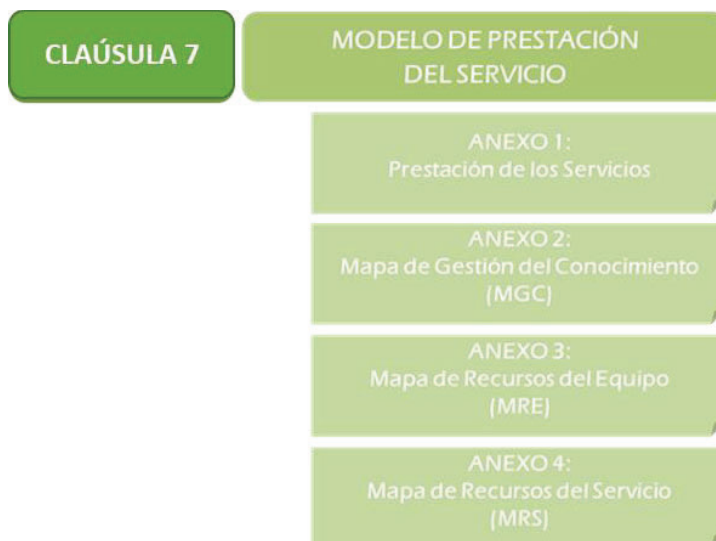 CLAÚSULA 7
MODELO DE PRESTACIÓN
DEL SERVICIO
ANEXO 1:
Prestación de los Servicios
ANEXO 2:
Mapa de Gestión del Conocimiento
(MGC)
ANEXO 3:
Mapa de Recursos del Equipo
(MRE)
ANEXO 4:
Mapa de Recursos del Servicio
(MRS)